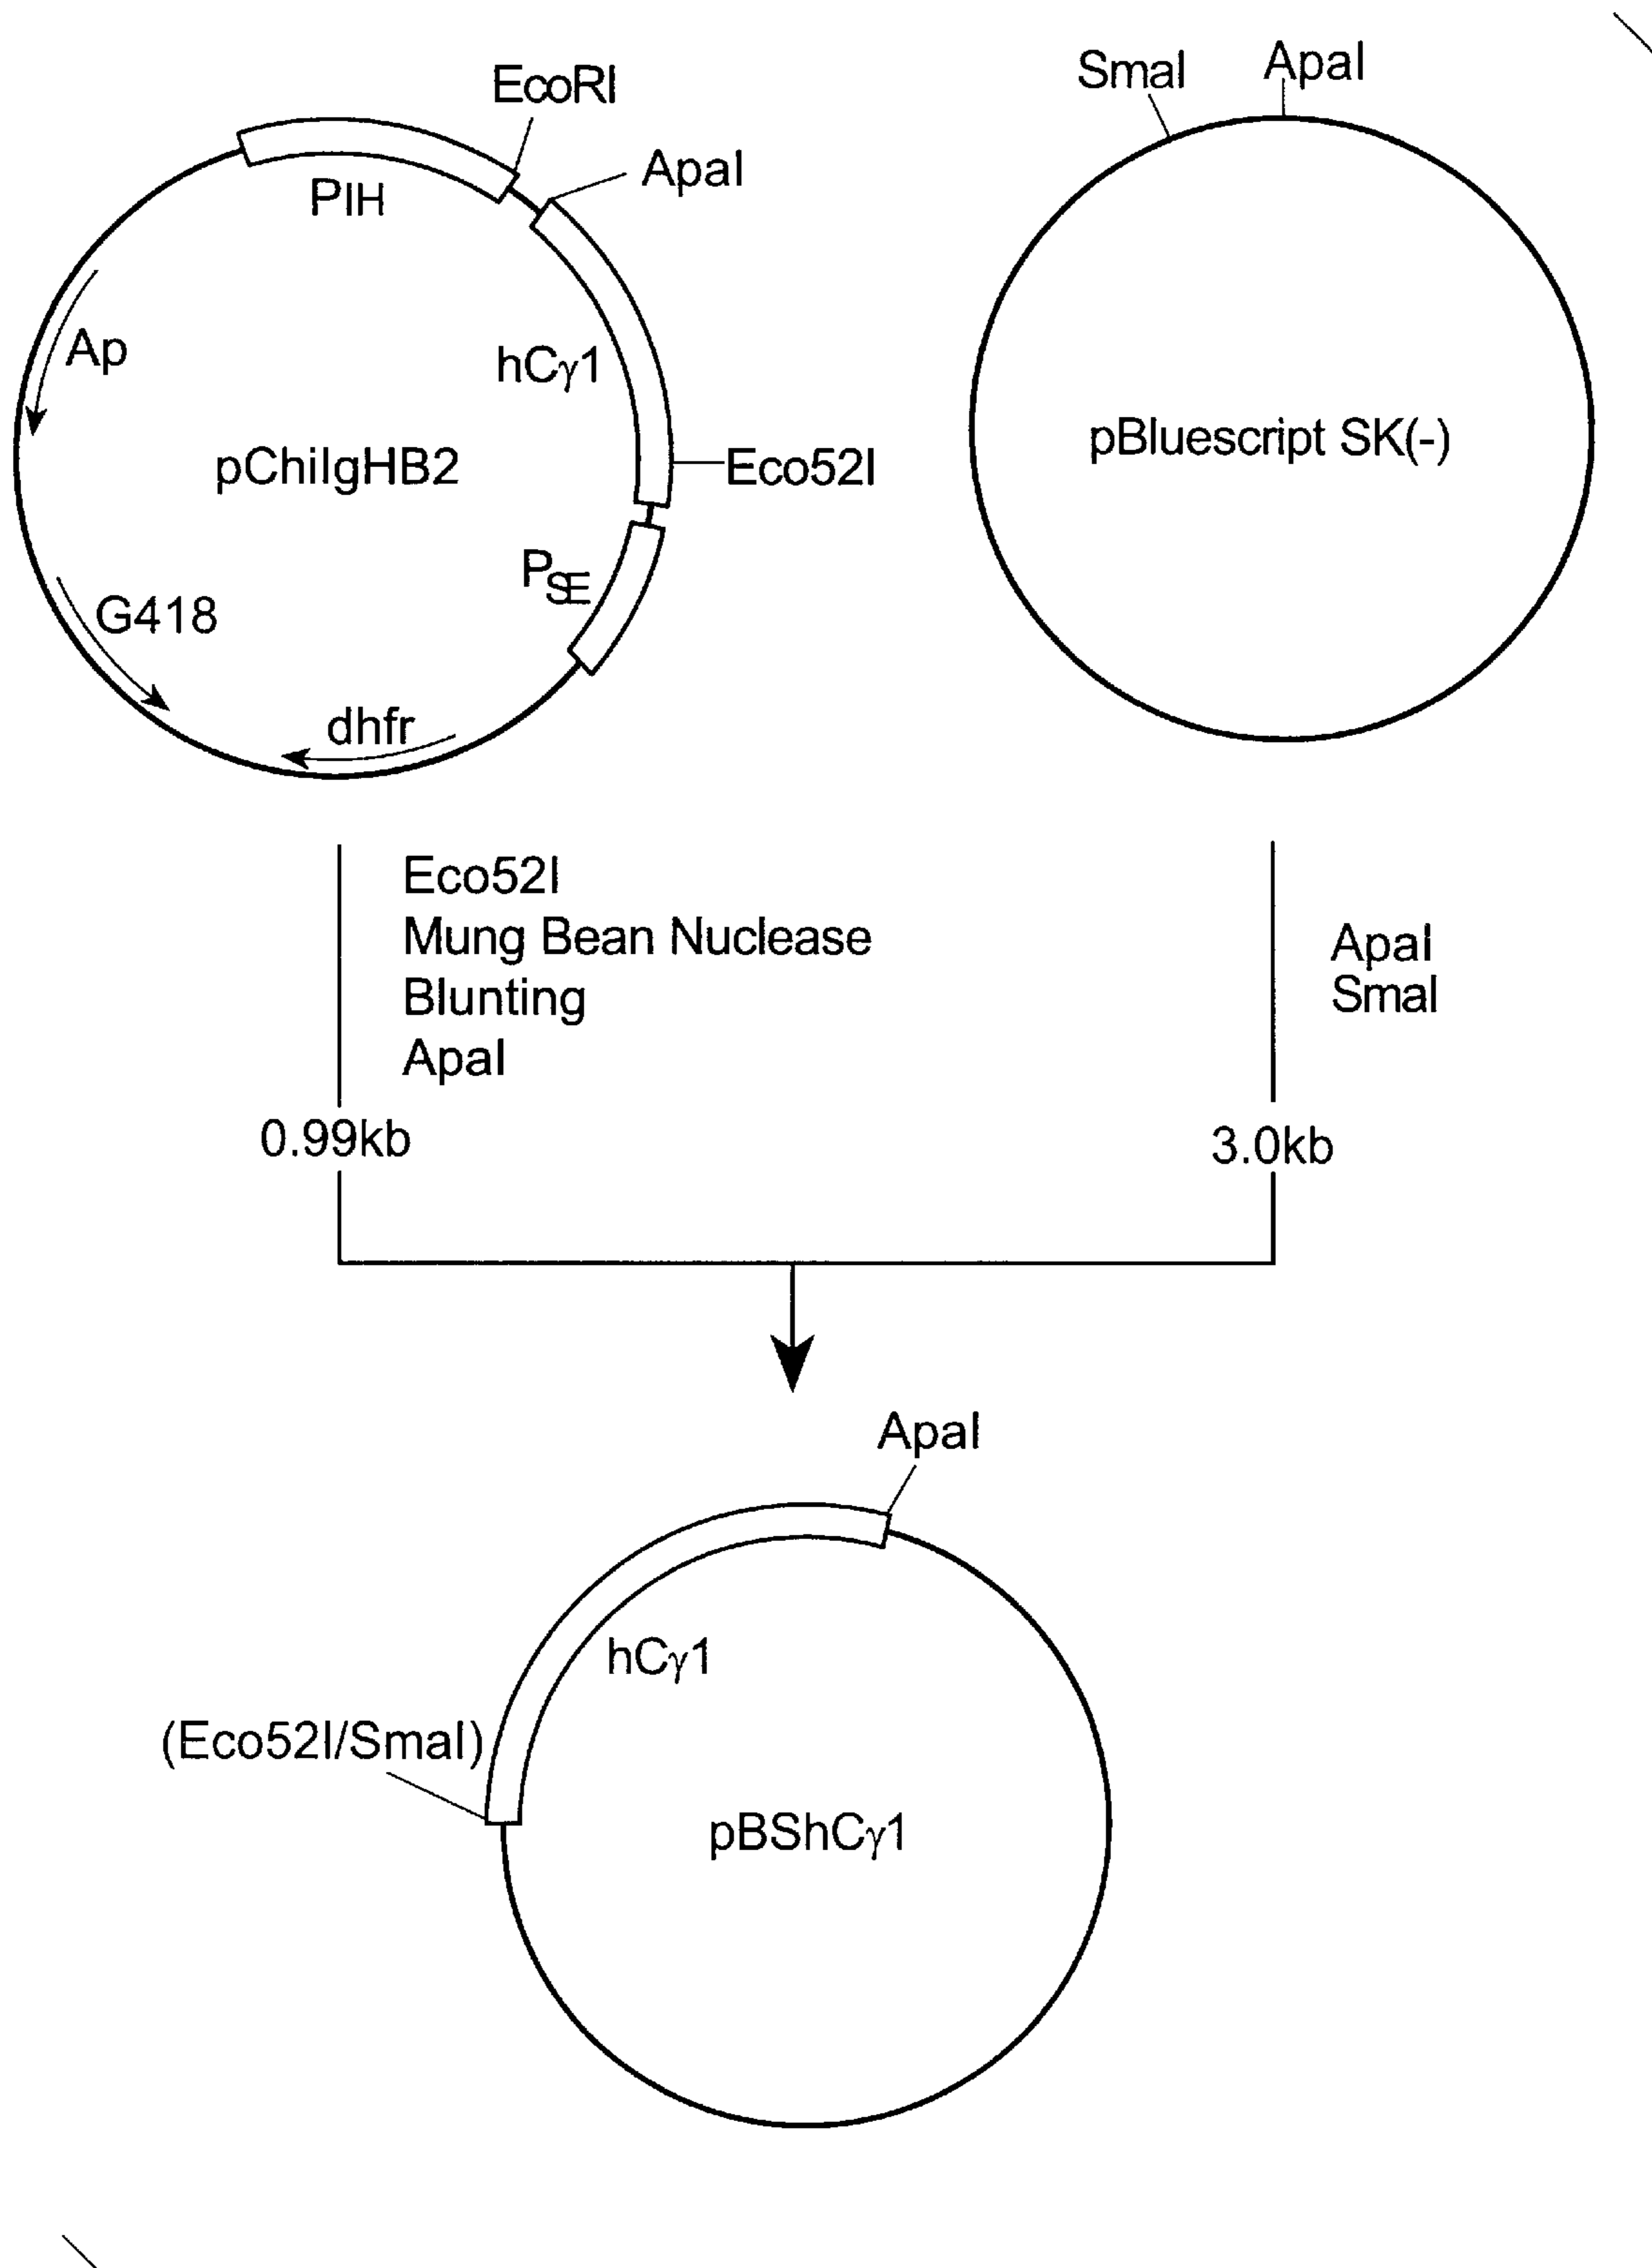 EcoRI
ApaI
PIH
hCγ1
Ap
pChiIgHB2
Eco52I
PSE
G418
dhfr
SmaI
ApaI
pBluescript SK(-)
Eco52I
Mung Bean Nuclease
Blunting
ApaI
0.99kb
ApaI
SmaI
3.0kb
ApaI
hCγ1
(Eco52I/SmaI)
pBShCγ1